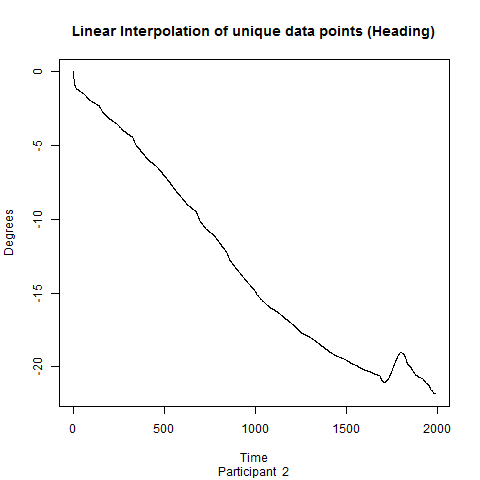 Linear Interpolation of unique data points (Heading)
0
-5
-10
-15
-20
Degrees
0 500 1000 1500 2000
Time
Participant 2